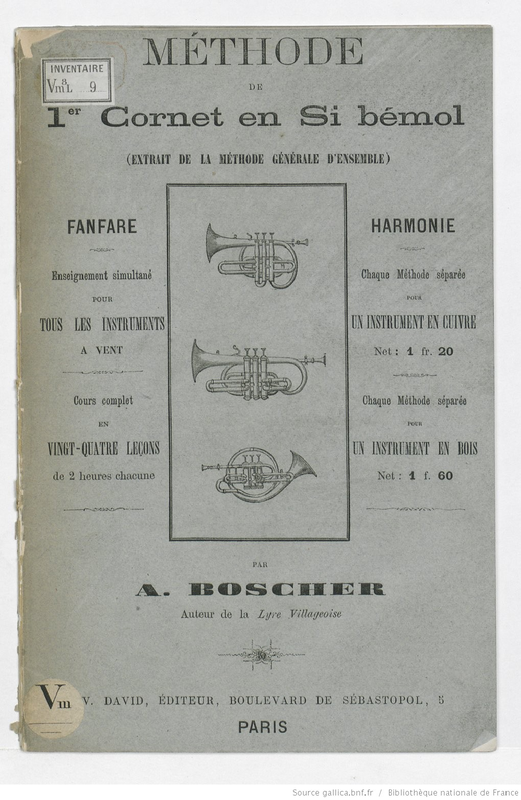 MÉTHODE
INVENTAIRE
Vm a L 9
DE
1er Cornet en Si bémol
(EXTRAIT DE LA MÉTHODE GÉNÉRALE D'ENSEMBLE)
FANFARE
Enseignement simultané
POUR
TOUS LES INSTRUMENTS
A VENT
Cours complet
EN
VINGT-QUATRE LEÇONS
de 2 heures chacune
HARMONIE
Chaque Méthode séparée
POUR
UN INSTRUMENT EN CUIVRE
Net : 1 fr. 20
Chaque Méthode séparée
POUR
UN INSTRUMENT EN BOIS
Net : 1 f. 60
PAR
A. BOSCHER
Auteur de la Lyre Villageoise
Vm
V. DAVID, ÉDITEUR, BOULEVARD DE SÉBASTOPOL, 5
PARIS
Source gallica.bnf.fr / Bibliothèque nationale de France